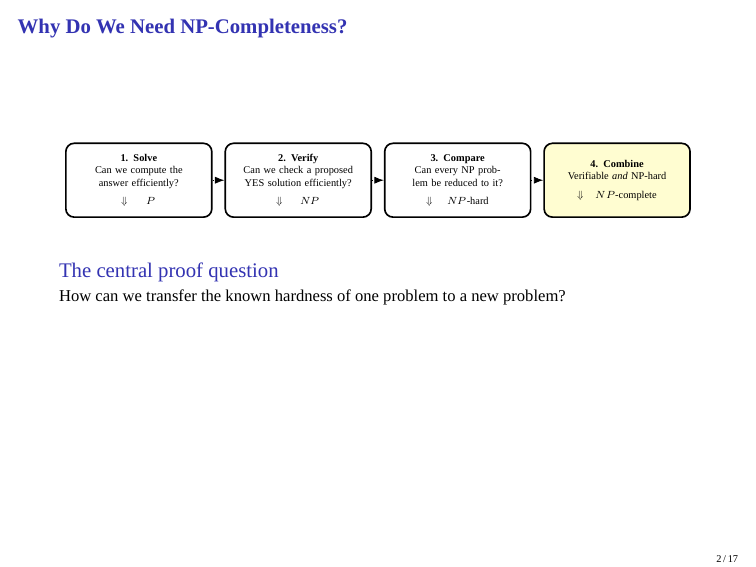 Why Do We Need NP-Completeness?
1. Solve
Can we compute the
answer efficiently?
⇓ P
2. Verify
Can we check a proposed
YES solution efficiently?
⇓ NP
3. Compare
Can every NP prob-
lem be reduced to it?
⇓ NP-hard
4. Combine
Verifiable and NP-hard
⇓ NP-complete
The central proof question
How can we transfer the known hardness of one problem to a new problem?
2 / 17